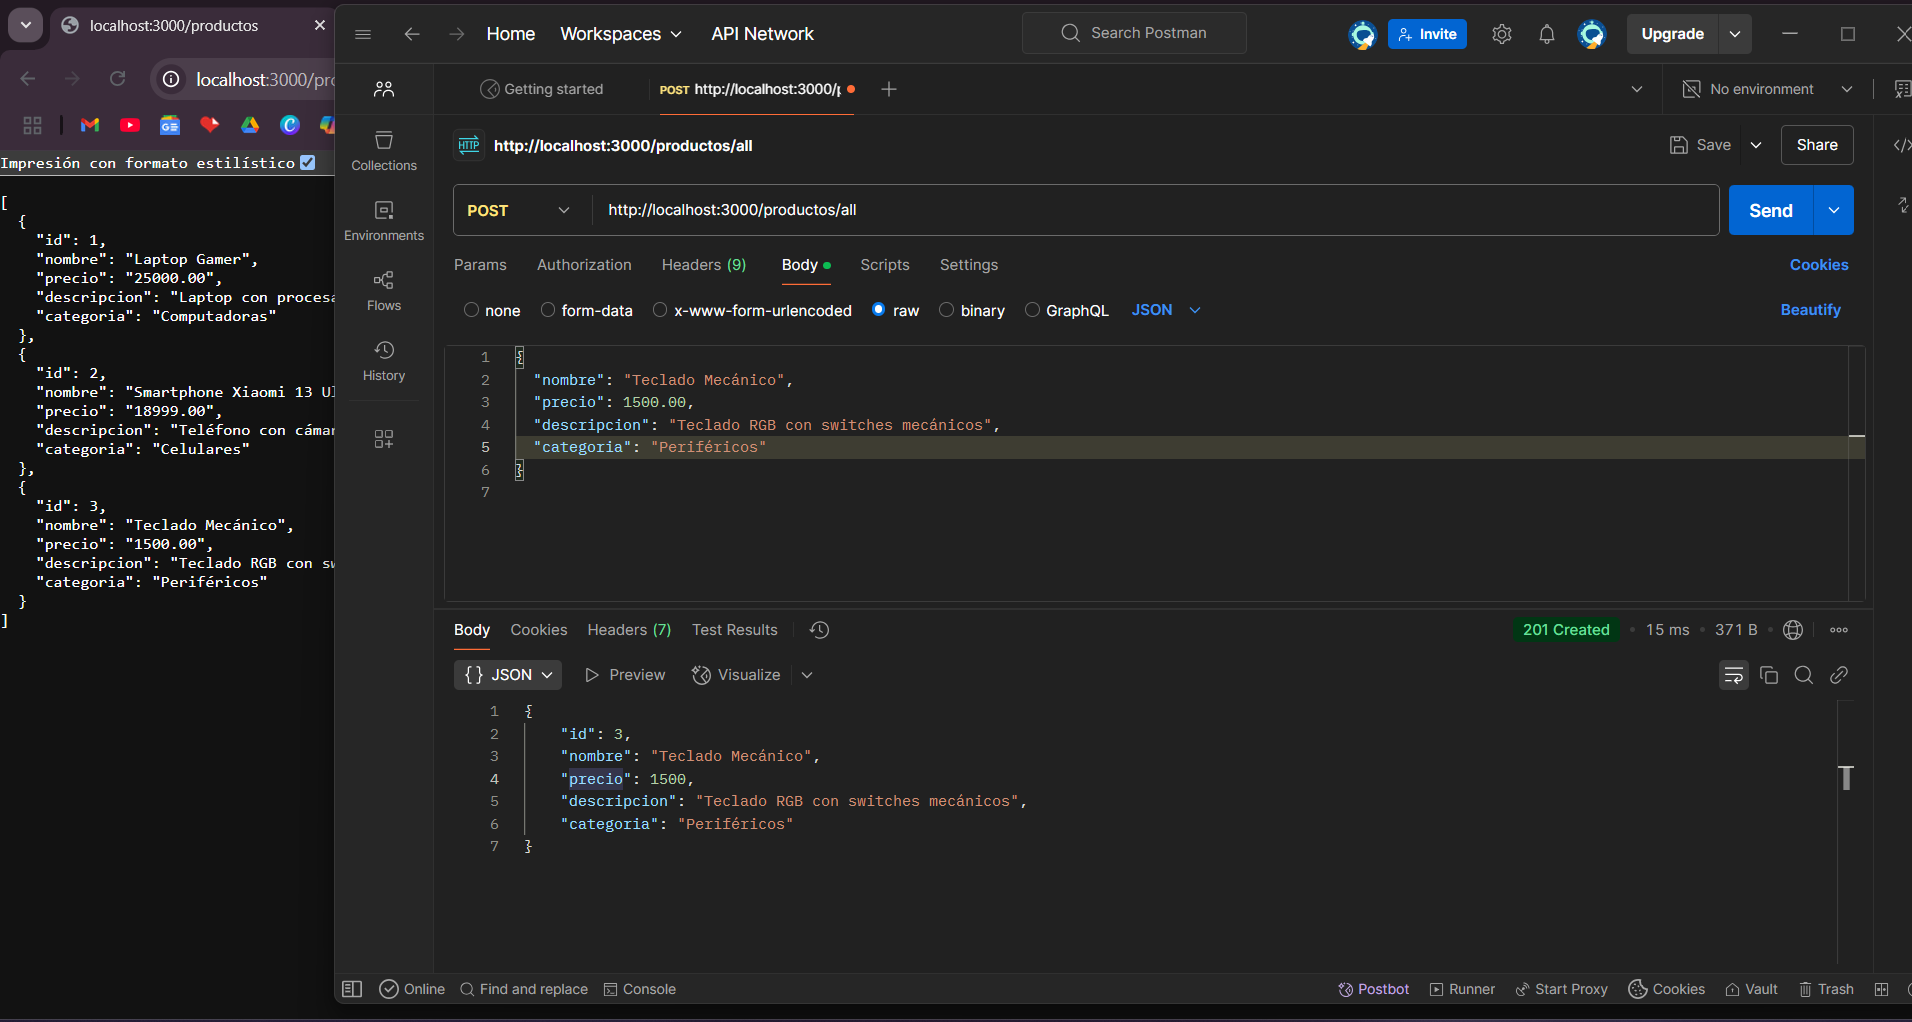 localhost:3000/productos
localhost:3000/pro
Impresión con formato estilístico
[
{
"id": 1,
"nombre": "Laptop Gamer",
"precio": "25000.00",
"descripcion": "Laptop con procesa
"categoria": "Computadoras"
},
{
"id": 2,
"nombre": "Smartphone Xiaomi 13 Ul
"precio": "18999.00",
"descripcion": "Teléfono con cámar
"categoria": "Celulares"
},
{
"id": 3,
"nombre": "Teclado Mecánico",
"precio": "1500.00",
"descripcion": "Teclado RGB con sw
"categoria": "Periféricos"
}
]
Home Workspaces API Network Search Postman Invite Upgrade
Getting started POST http://localhost:3000/p No environment
HTTP http://localhost:3000/productos/all Save Share
POST http://localhost:3000/productos/all Send
Params Authorization Headers (9) Body Scripts Settings Cookies
none form-data x-www-form-urlencoded raw binary GraphQL JSON Beautify
Collections
Environments
Flows
History
1 {
2 "nombre": "Teclado Mecánico",
3 "precio": 1500.00,
4 "descripcion": "Teclado RGB con switches mecánicos",
5 "categoria": "Periféricos"
6 }
7
Body Cookies Headers (7) Test Results 201 Created 15 ms 371 B
{} JSON Preview Visualize
1 {
2 "id": 3,
3 "nombre": "Teclado Mecánico",
4 "precio": 1500,
5 "descripcion": "Teclado RGB con switches mecánicos",
6 "categoria": "Periféricos"
7 }
Online Find and replace Console Postbot Runner Start Proxy Cookies Vault Trash